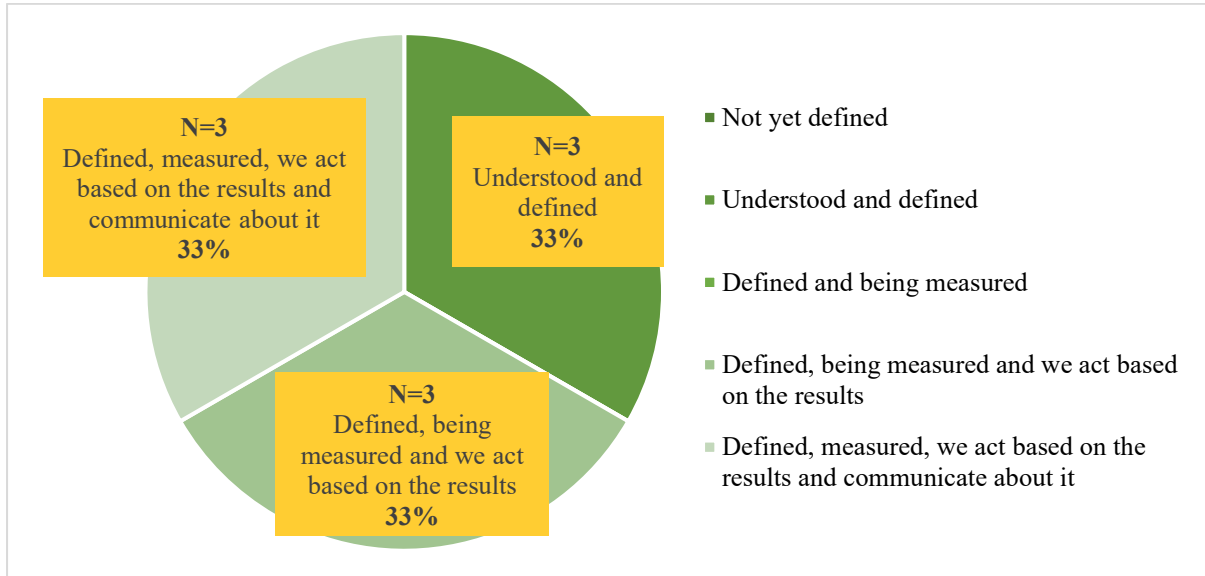 N=3
Defined, measured, we act
based on the results and
communicate about it
33%
N=3
Understood and
defined
33%
N=3
Defined, being
measured and we act
based on the results
33%
Not yet defined
Understood and defined
Defined and being measured
Defined, being measured and we act based
on the results
Defined, measured, we act based on the
results and communicate about it